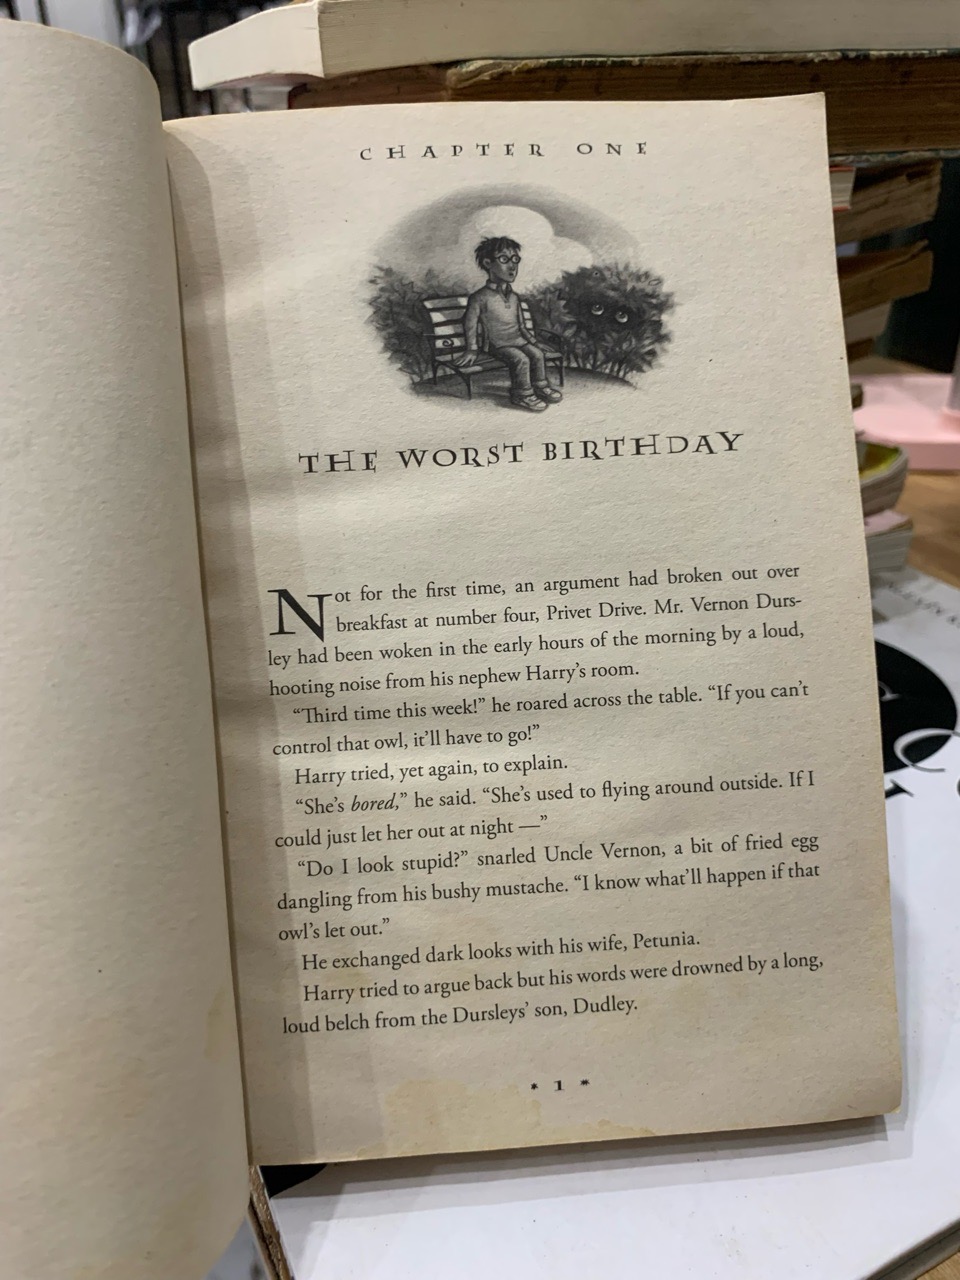 CHAPTER ONE
THE WORST BIRTHDAY
Not for the first time, an argument had broken out over
breakfast at number four, Privet Drive. Mr. Vernon Durs-
ley had been woken in the early hours of the morning by a loud,
hooting noise from his nephew Harry's room.
“Third time this week!” he roared across the table. “If you can't
control that owl, it'll have to go!”
Harry tried, yet again, to explain.
“She's bored,” he said. “She's used to flying around outside. If I
could just let her out at night —”
“Do I look stupid?” snarled Uncle Vernon, a bit of fried egg
dangling from his bushy mustache. “I know what'll happen if that
owl's let out.”
He exchanged dark looks with his wife, Petunia.
Harry tried to argue back but his words were drowned by a long,
loud belch from the Dursleys' son, Dudley.
* 1 *